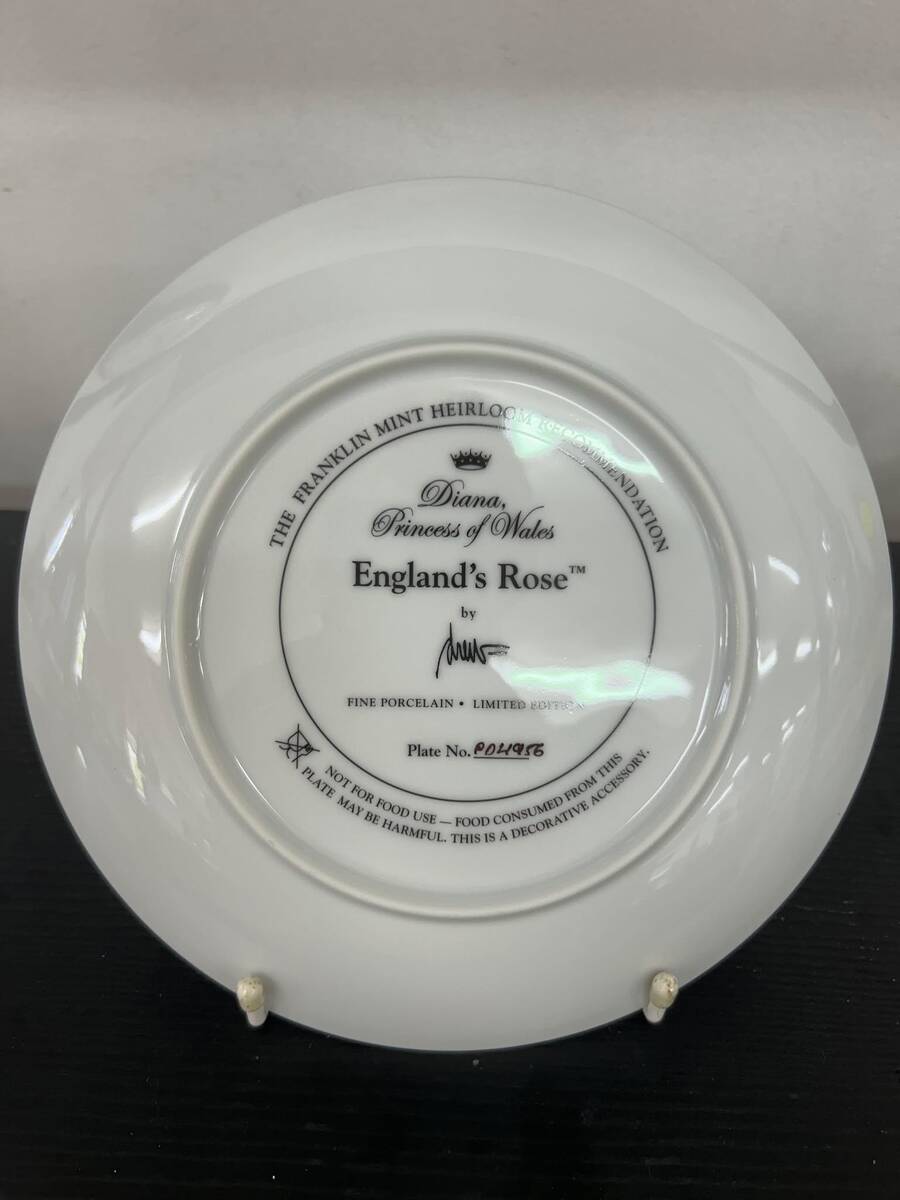 THE FRANKLIN MINT HEIRLOOM RECOMMENDATION
Diana,
Princess of Wales
England's Rose™
by
FINE PORCELAIN • LIMITED EDITION
Plate No. PD4956
NOT FOR FOOD USE — FOOD CONSUMED FROM THIS
PLATE MAY BE HARMFUL. THIS IS A DECORATIVE ACCESSORY.